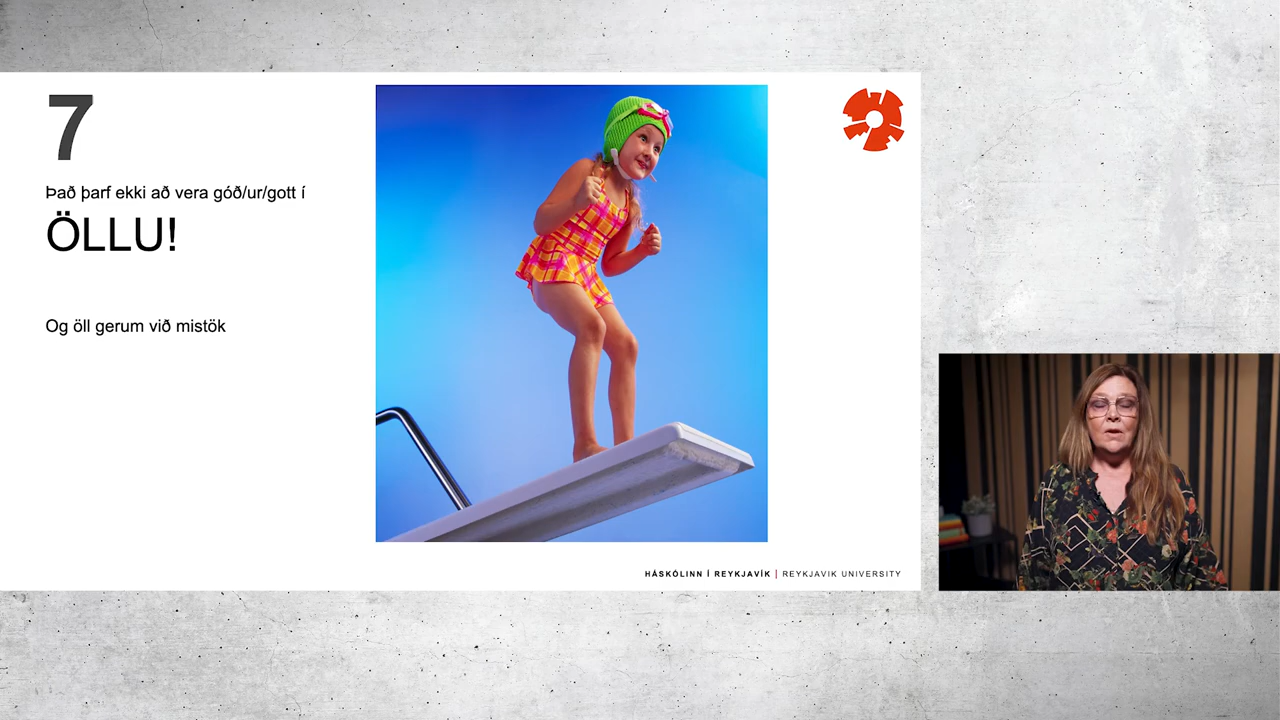 7
Það þarf ekki að vera góð/ur/gott í
ÖLLU!
Og öll gerum við mistök
HÁSKÓLINN Í REYKJAVÍK | REYKJAVIK UNIVERSITY